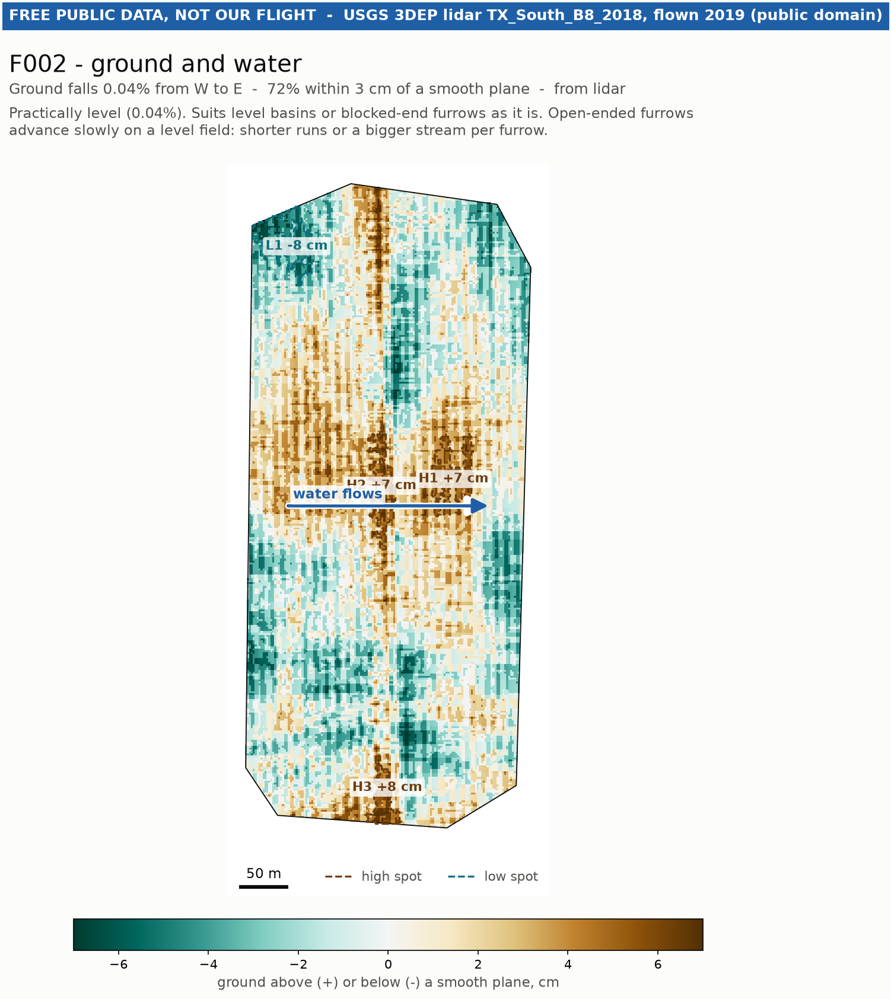 FREE PUBLIC DATA, NOT OUR FLIGHT - USGS 3DEP lidar TX_South_B8_2018, flown 2019 (public domain)
F002 - ground and water
Ground falls 0.04% from W to E - 72% within 3 cm of a smooth plane - from lidar
Practically level (0.04%). Suits level basins or blocked-end furrows as it is. Open-ended furrows
advance slowly on a level field: shorter runs or a bigger stream per furrow.
L1 -8 cm
H2 +7 cm
H1 +7 cm
water flows
H3 +8 cm
50 m
high spot
low spot
−6 −4 −2 0 2 4 6
ground above (+) or below (-) a smooth plane, cm